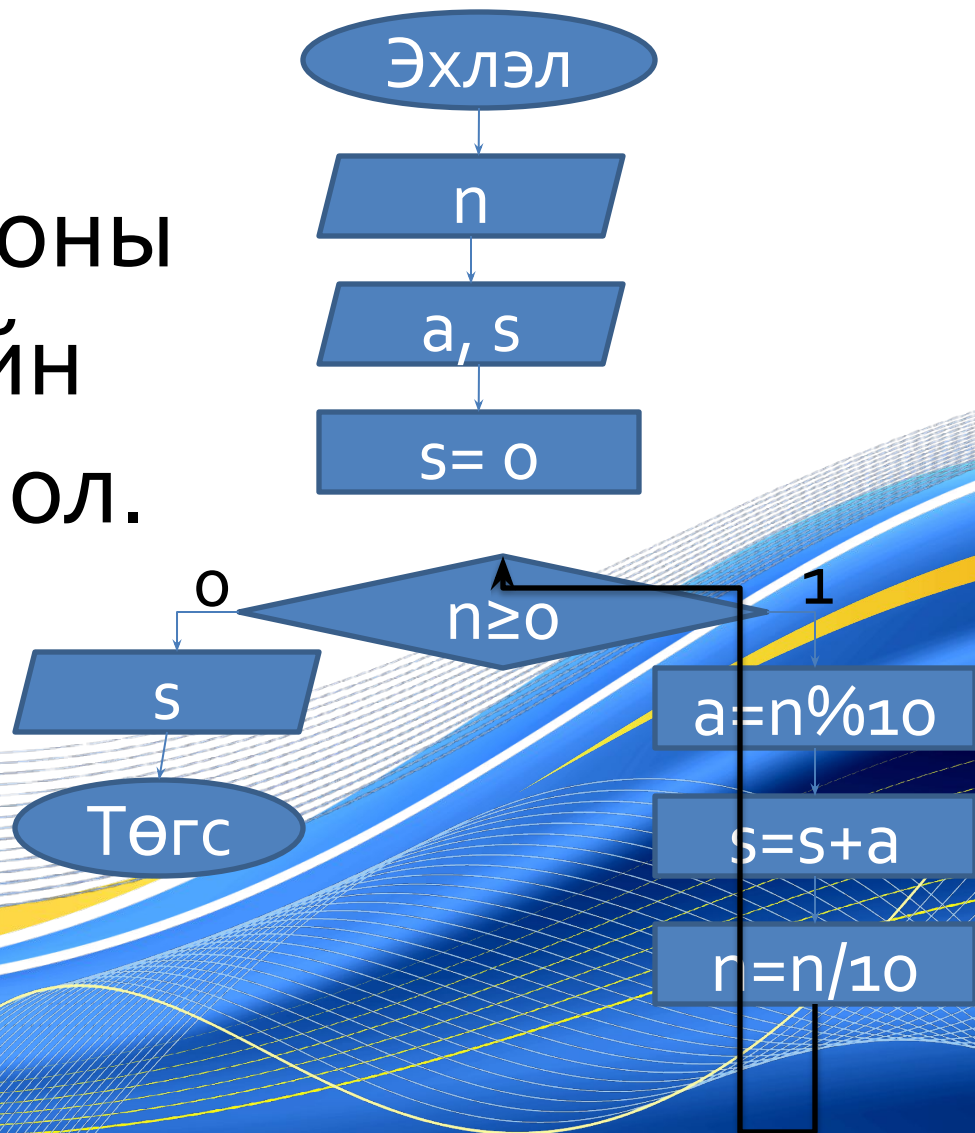 Эхлэл
n
оны
йн
ол.
a, s
s= 0
0
n≥0
1
s
a=n%10
Төгс
s=s+a
n=n/10